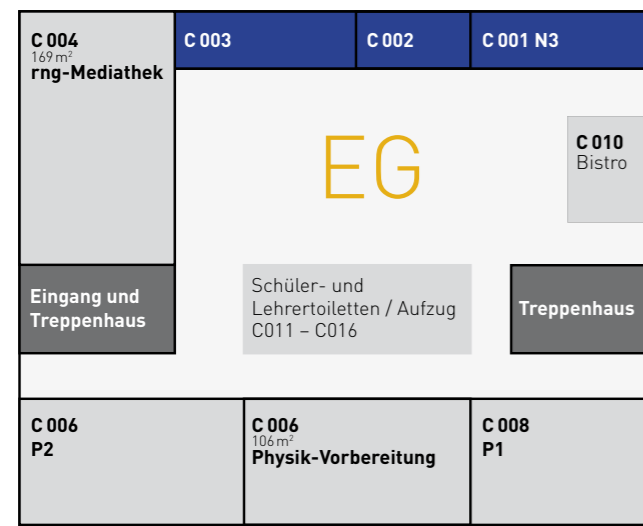 C 004
169 m²
rng-Mediathek
C 003
C 002
C 001 N3
EG
C 010
Bistro
Eingang und
Treppenhaus
Schüler- und
Lehrertoiletten / Aufzug
C011 – C016
Treppenhaus
C 006
P2
C 006
106 m²
Physik-Vorbereitung
C 008
P1